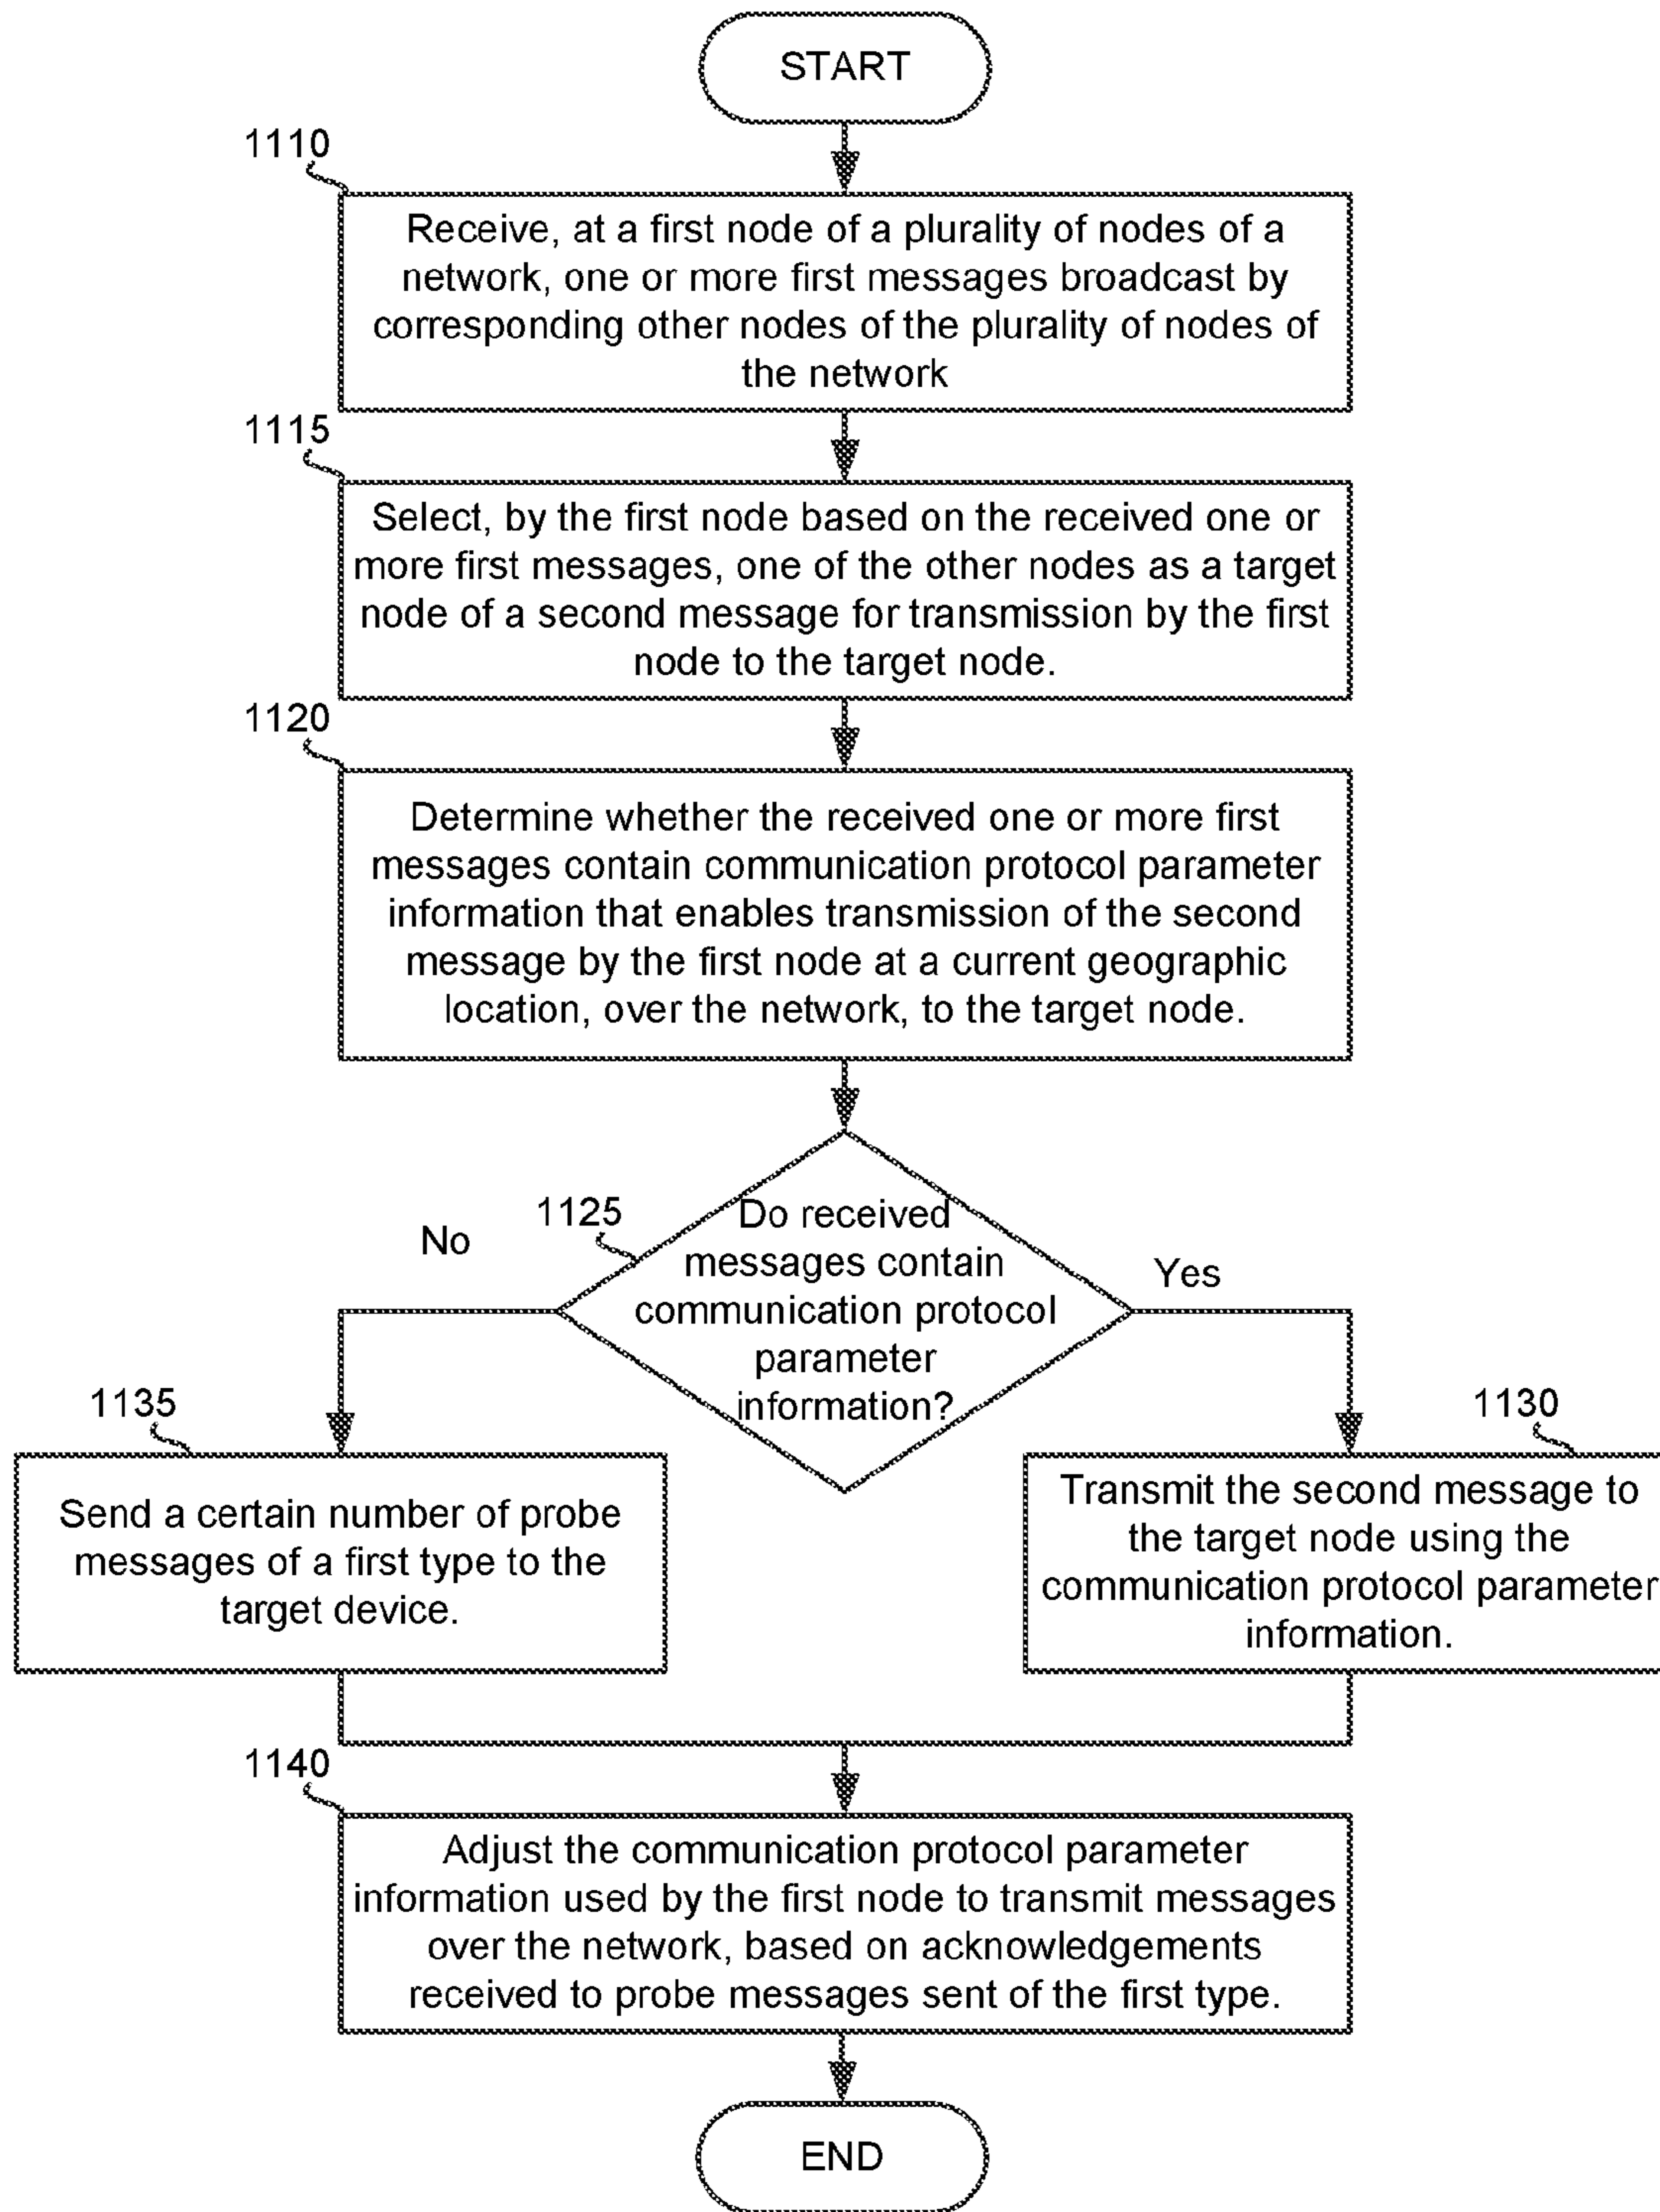 START
1110
Receive, at a first node of a plurality of nodes of a
network, one or more first messages broadcast by
corresponding other nodes of the plurality of nodes of
the network
1115
Select, by the first node based on the received one or
more first messages, one of the other nodes as a target
node of a second message for transmission by the first
node to the target node.
1120
Determine whether the received one or more first
messages contain communication protocol parameter
information that enables transmission of the second
message by the first node at a current geographic
location, over the network, to the target node.
1125
No
Do received
messages contain
communication protocol
parameter
information?
Yes
1135
Send a certain number of probe
messages of a first type to the
target device.
1130
Transmit the second message to
the target node using the
communication protocol parameter
information.
1140
Adjust the communication protocol parameter
information used by the first node to transmit messages
over the network, based on acknowledgements
received to probe messages sent of the first type.
END